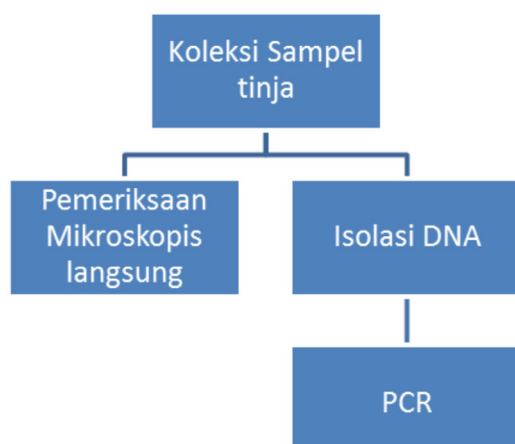 Koleksi Sampel
tinja
Pemeriksaan
Mikroskopis
langsung
Isolasi DNA
PCR